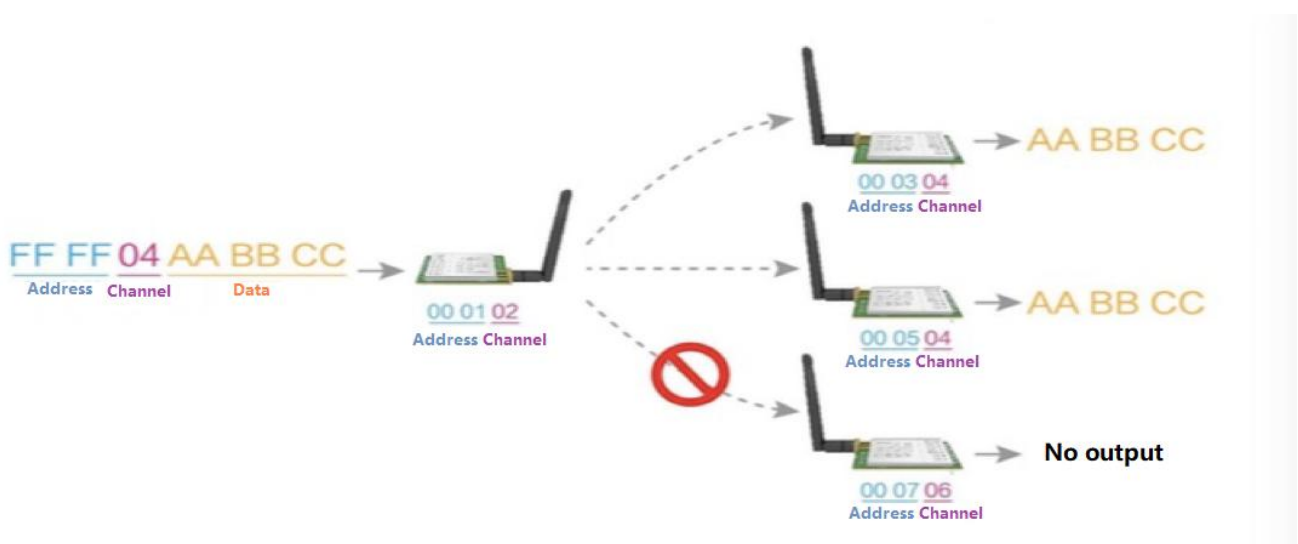 FF FF 04 AA BB CC
Address Channel Data
00 01 02
Address Channel
AA BB CC
00 03 04
Address Channel
AA BB CC
00 05 04
Address Channel
No output
00 07 06
Address Channel